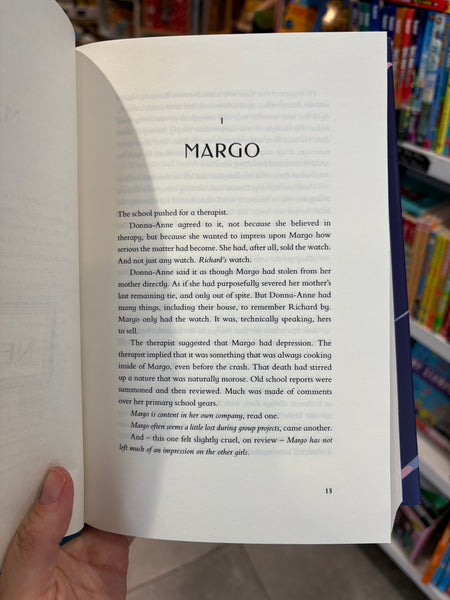 1
MARGO
The school pushed for a therapist.
Donna-Anne agreed to it, not because she believed in
therapy, but because she wanted to impress upon Margo how
serious the matter had become. She had, after all, sold the watch.
And not just any watch. Richard's watch.
Donna-Anne said it as though Margo had stolen from her
mother directly. As if she had purposefully severed her mother's
last remaining tie, and only out of spite. But Donna-Anne had
many things, including their house, to remember Richard by.
Margo only had the watch. It was, technically speaking, hers
to sell.
The therapist suggested that Margo had depression. The
therapist implied that it was something that was always cooking
inside of Margo, even before the crash. That death had stirred
up a nature that was naturally morose. Old school reports were
summoned and then reviewed. Much was made of comments
over her primary school years.
Margo is content in her own company, read one.
Margo often seems a little lost during group projects, came another.
And – this one felt slightly cruel, on review – Margo has not
left much of an impression on the other girls.
13